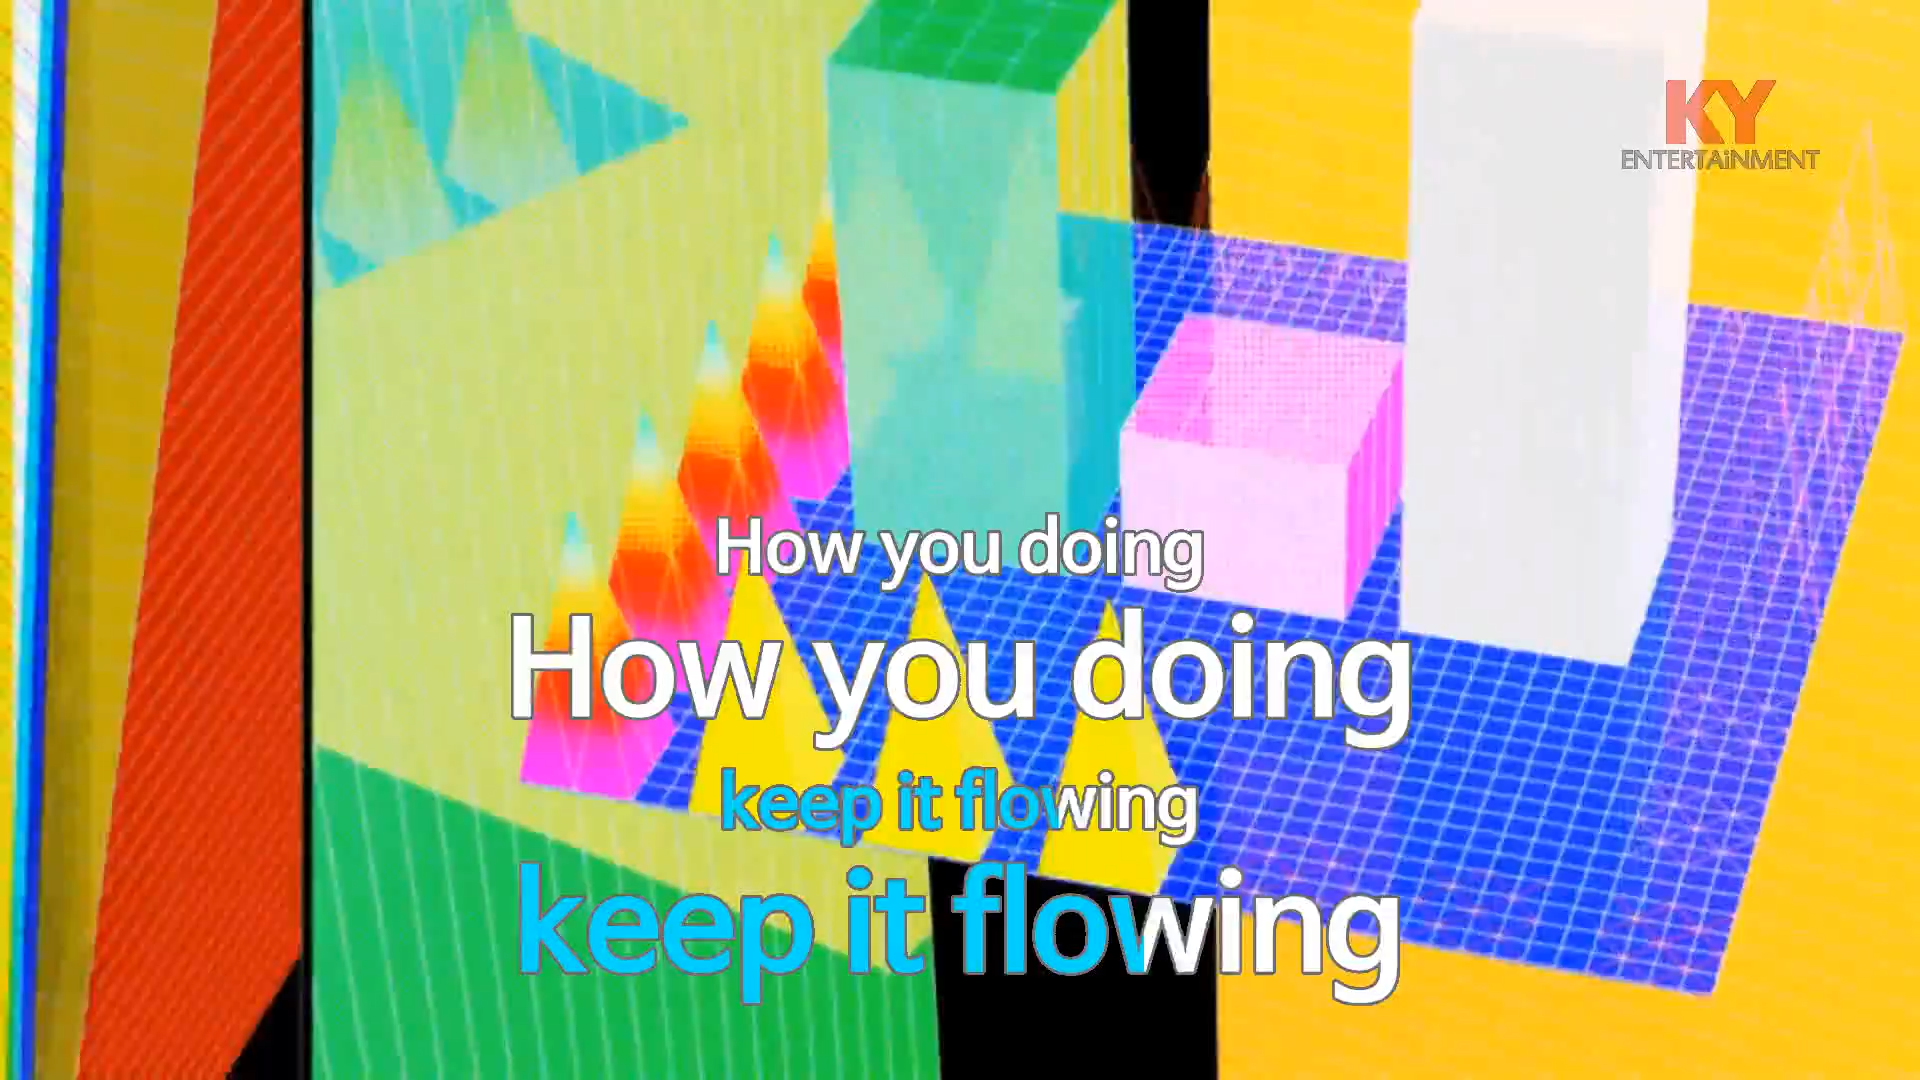 KY
ENTERTAiNMENT
How you doing
How you doing
keep it flowing
keep it flowing